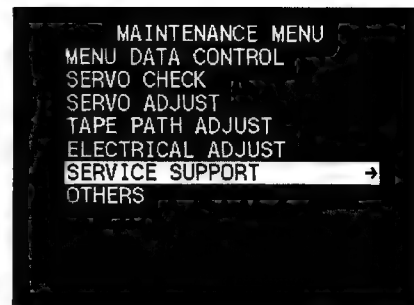 MAINTENANCE MENU
MENU DATA CONTROL
SERVO CHECK
SERVO ADJUST
TAPE PATH ADJUST
ELECTRICAL ADJUST
SERVICE SUPPORT →
OTHERS